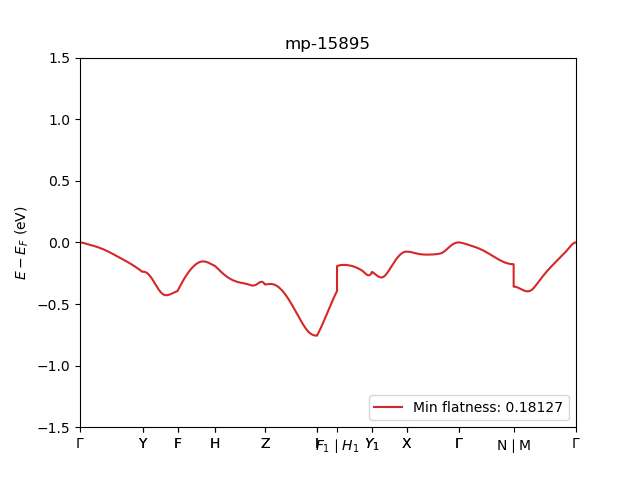 mp-15895
1.5
1.0
0.5
0.0
−0.5
−1.0
−1.5
E − E_F (eV)
Min flatness: 0.18127
Γ Y F H Z I F₁ | H₁ Y₁ X Γ N | M Γ